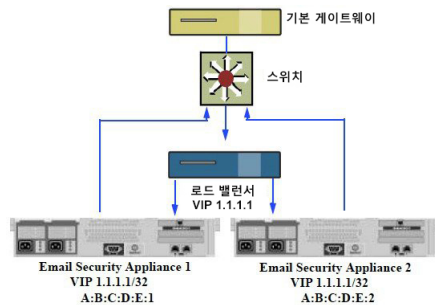 기본 게이트웨이
스위치
로드 밸런서
VIP 1.1.1.1
Email Security Appliance 1
VIP 1.1.1.1/32
A:B:C:D:E:1
Email Security Appliance 2
VIP 1.1.1.1/32
A:B:C:D:E:2